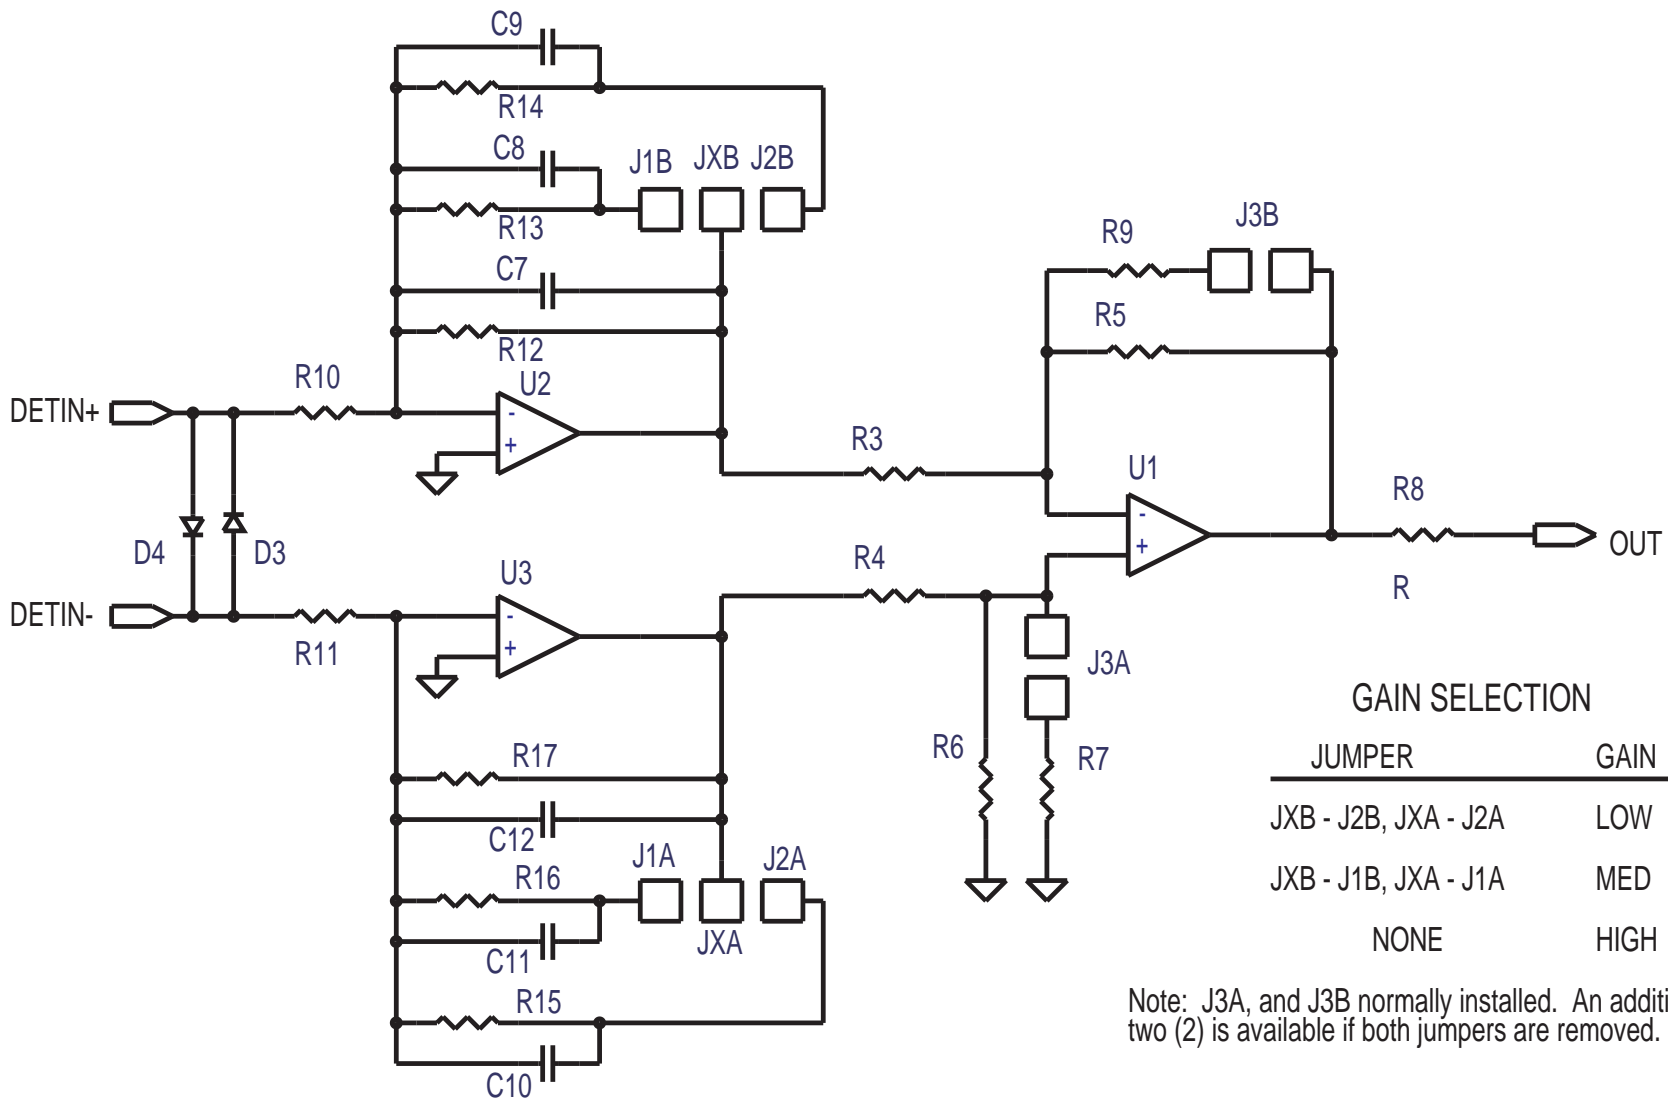 C9
R14
C8
J1B JXB J2B
R13
C7
R12
U2
-
+
R10
DETIN+
D4 D3
DETIN-
R11
U3
-
+
R17
C12
R16
J1A J2A
JXA
C11
R15
C10
R3
R4
R9
J3B
R5
U1
-
+
R8
R
OUT
J3A
R6 R7
GAIN SELECTION
JUMPER GAIN
JXB - J2B, JXA - J2A LOW
JXB - J1B, JXA - J1A MED
NONE HIGH
Note: J3A, and J3B normally installed. An
two (2) is available if both jumpers are removed.